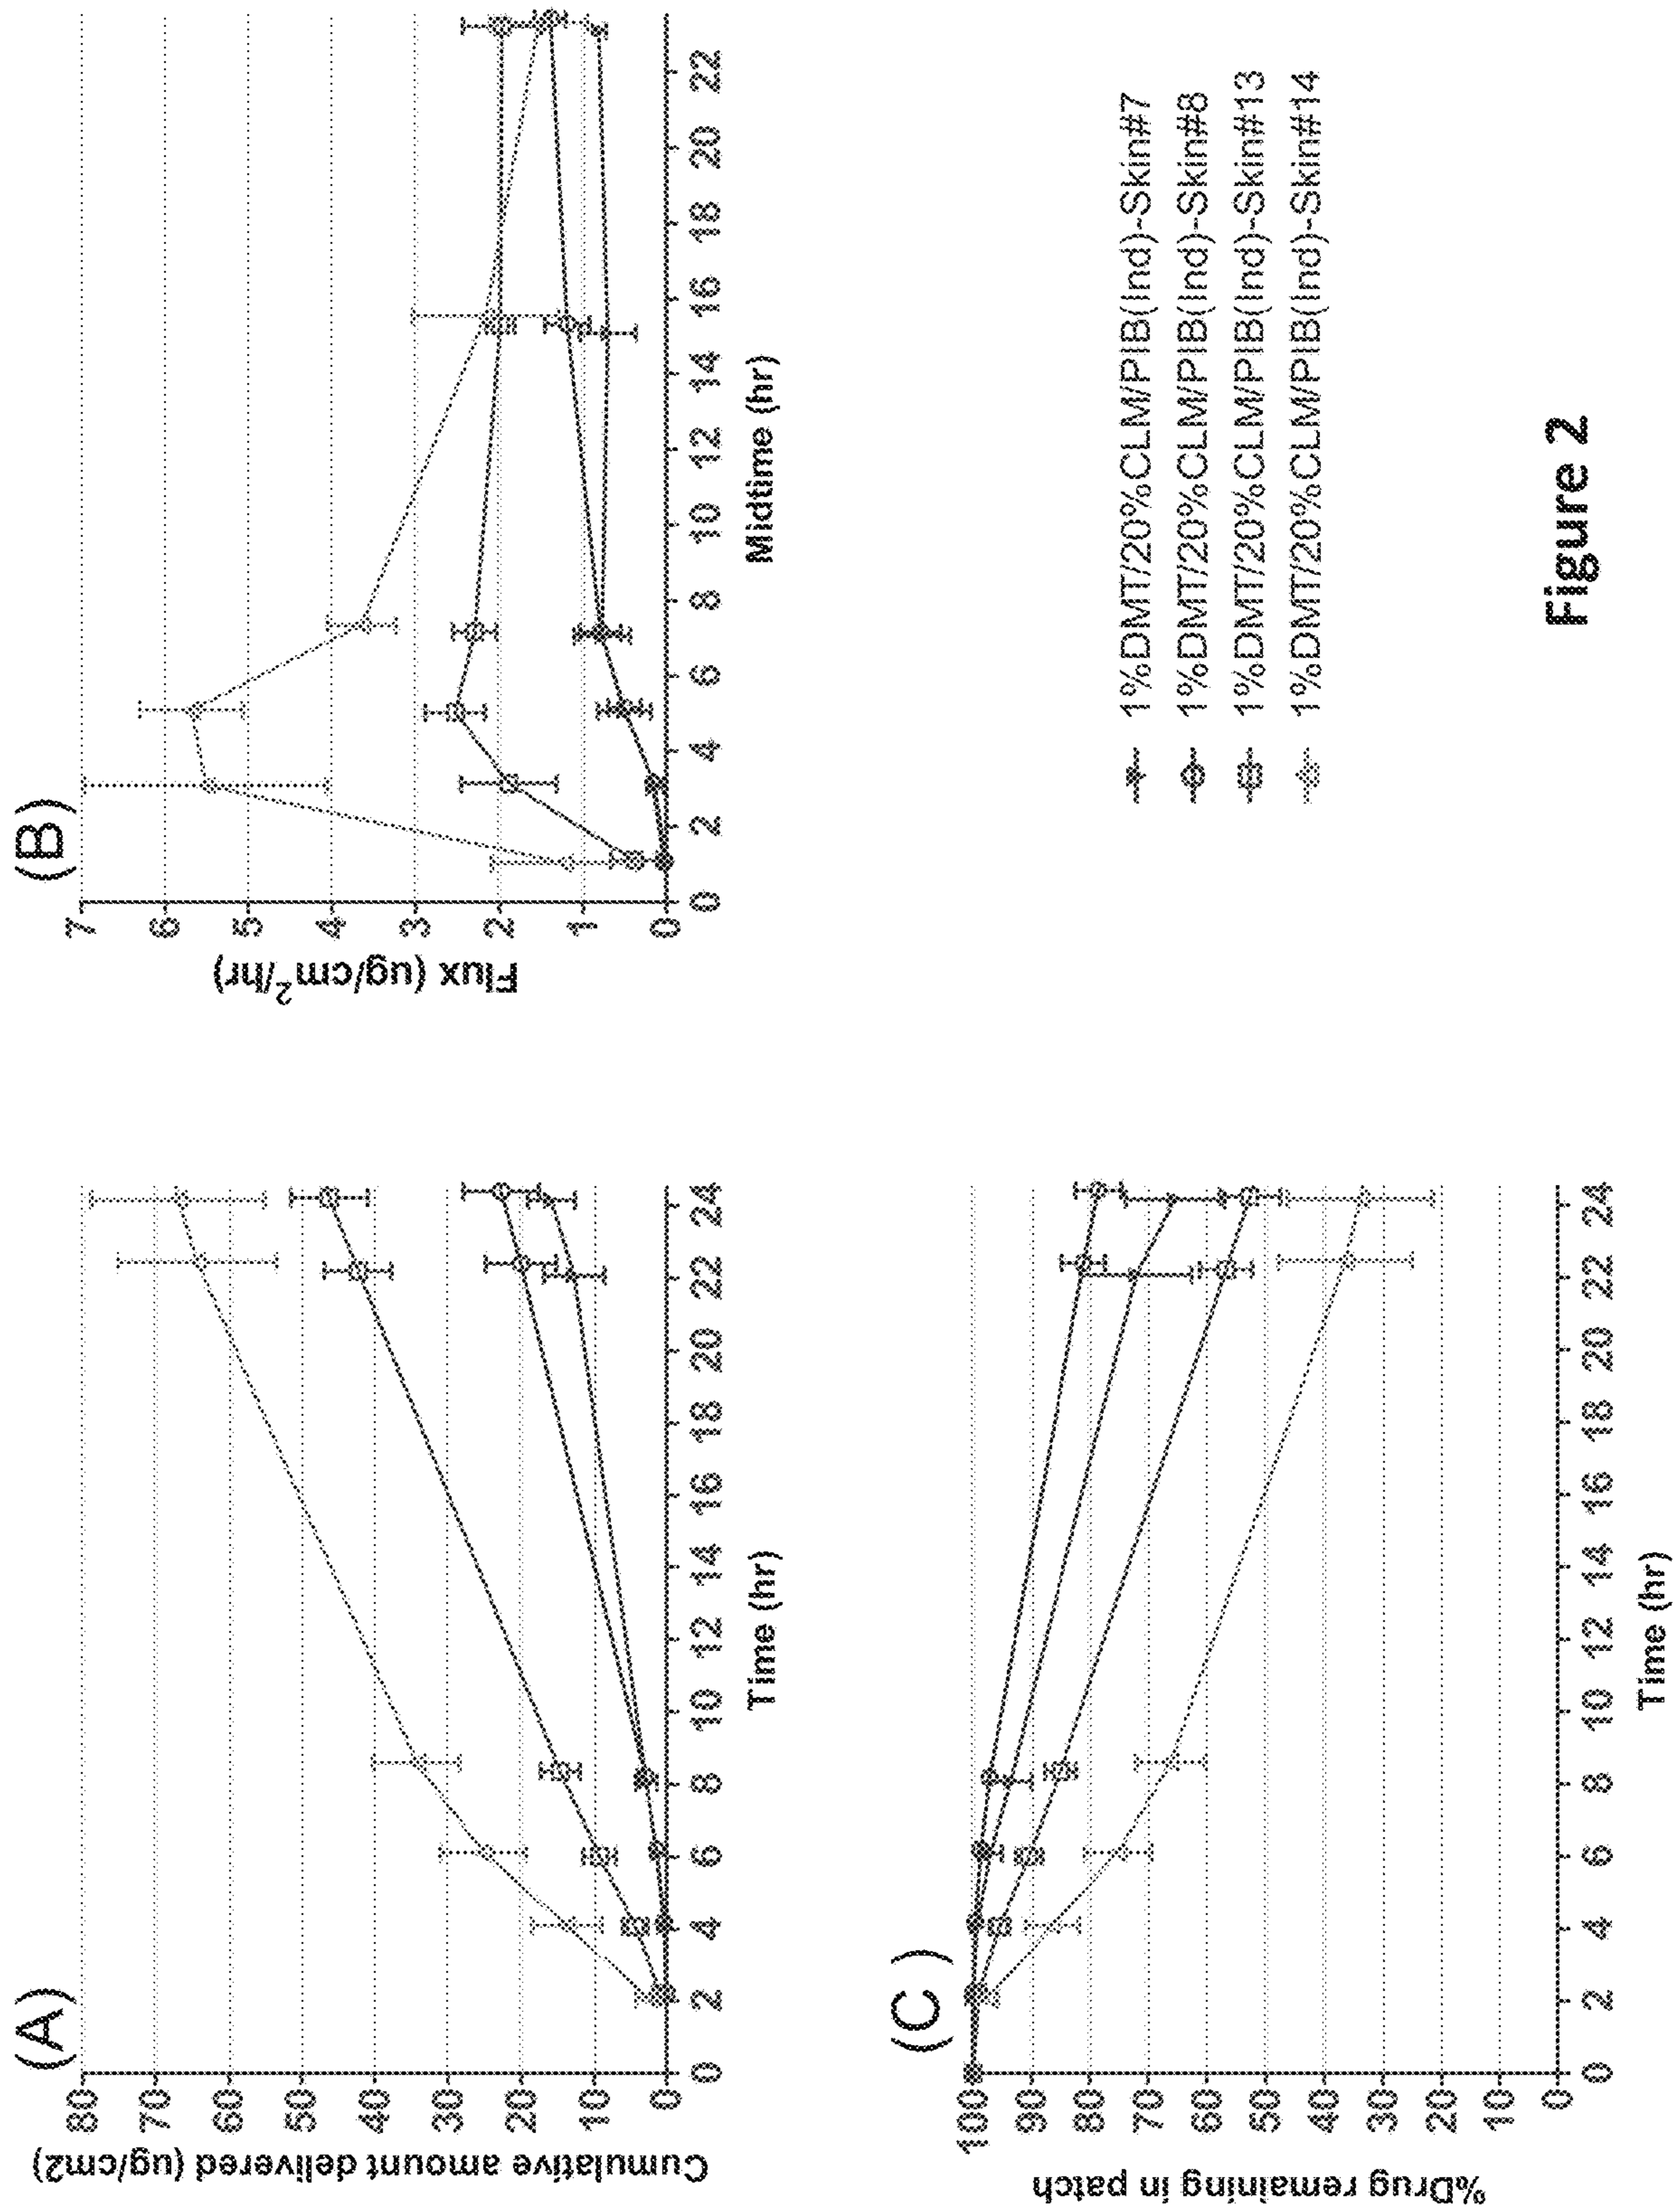 (A)
80
70
60
50
40
30
20
10
0
Cumulative amount delivered (ug/cm2)
0 2 4 6 8 10 12 14 16 18 20 22 24
Time (hr)
(B)
7
6
5
4
3
2
1
0
Flux (ug/cm²/hr)
0 2 4 6 8 10 12 14 16 18 20 22
Midtime (hr)
(C )
100
90
80
70
60
50
40
30
20
10
0
%Drug remaining in patch
0 2 4 6 8 10 12 14 16 18 20 22 24
Time (hr)
1%DMT/20%CLM/PIB(Ind)-Skin#7
1%DMT/20%CLM/PIB(Ind)-Skin#8
1%DMT/20%CLM/PIB(Ind)-Skin#13
1%DMT/20%CLM/PIB(Ind)-Skin#14
Figure 2